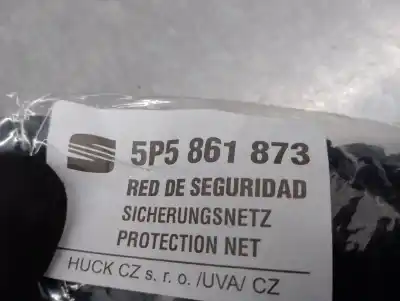 5P5 861 873
RED DE SEGURIDAD
SICHERUNGSNETZ
PROTECTION NET
HUCK CZ s. r. o. /UVA/ CZ